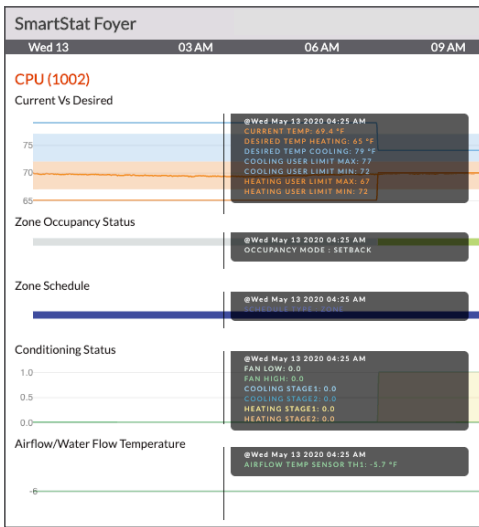 SmartStat Foyer
Wed 13 03 AM 06 AM 09 AM
CPU (1002)
Current Vs Desired
@Wed May 13 2020 04:25 AM
CURRENT TEMP: 69.4 °F
DESIRED TEMP HEATING: 65 °F
DESIRED TEMP COOLING: 79 °F
COOLING USER LIMIT MAX: 77
COOLING USER LIMIT MIN: 72
HEATING USER LIMIT MAX: 67
HEATING USER LIMIT MIN: 72
75
70
65
Zone Occupancy Status
@Wed May 13 2020 04:25 AM
OCCUPANCY MODE : SETBACK
Zone Schedule
@Wed May 13 2020 04:25 AM
SCHEDULE TYPE : ZONE
Conditioning Status
@Wed May 13 2020 04:25 AM
FAN LOW: 0.0
FAN HIGH: 0.0
COOLING STAGE1: 0.0
COOLING STAGE2: 0.0
HEATING STAGE1: 0.0
HEATING STAGE2: 0.0
1.0
0.5
0.0
Airflow/Water Flow Temperature
@Wed May 13 2020 04:25 AM
AIRFLOW TEMP SENSOR TH1: -5.7 °F
-6